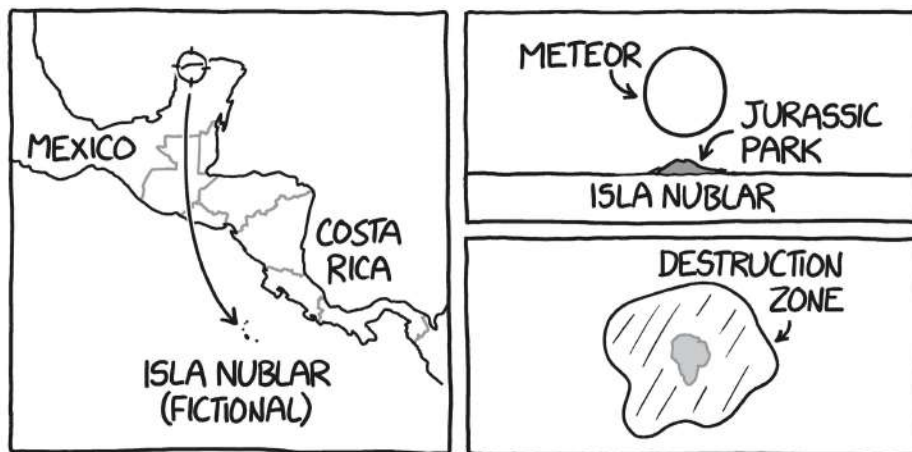 MEXICO
COSTA
RICA
ISLA NUBLAR
(FICTIONAL)
METEOR
JURASSIC
PARK
ISLA NUBLAR
DESTRUCTION
ZONE